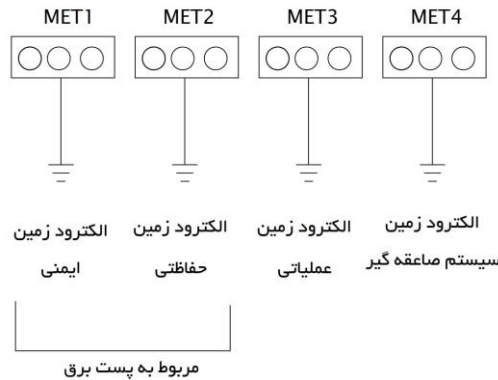 MET1 MET2 MET3 MET4
الکترود زمین
ایمنی
الکترود زمین
حفاظتی
الکترود زمین
عملیاتی
الکترود زمین
سیستم صاعقه گیر
مربوط به پست برق